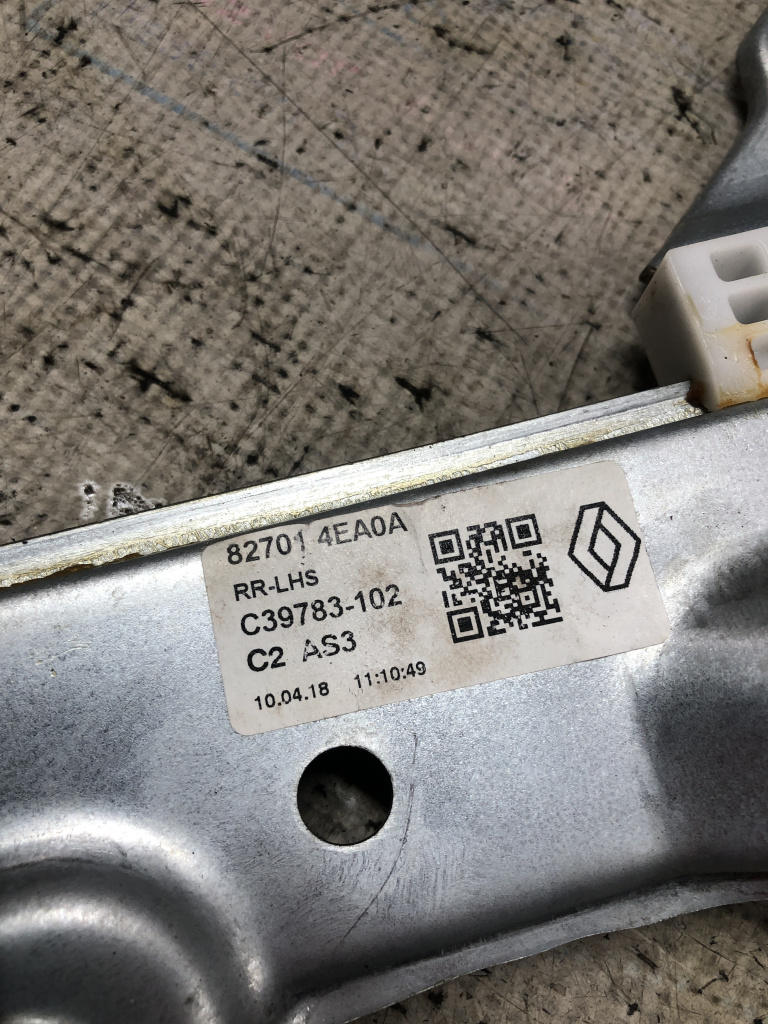 82701 4EA0A
RR-LHS
C39783-102
C2 AS3
10.04.18 11:10:49